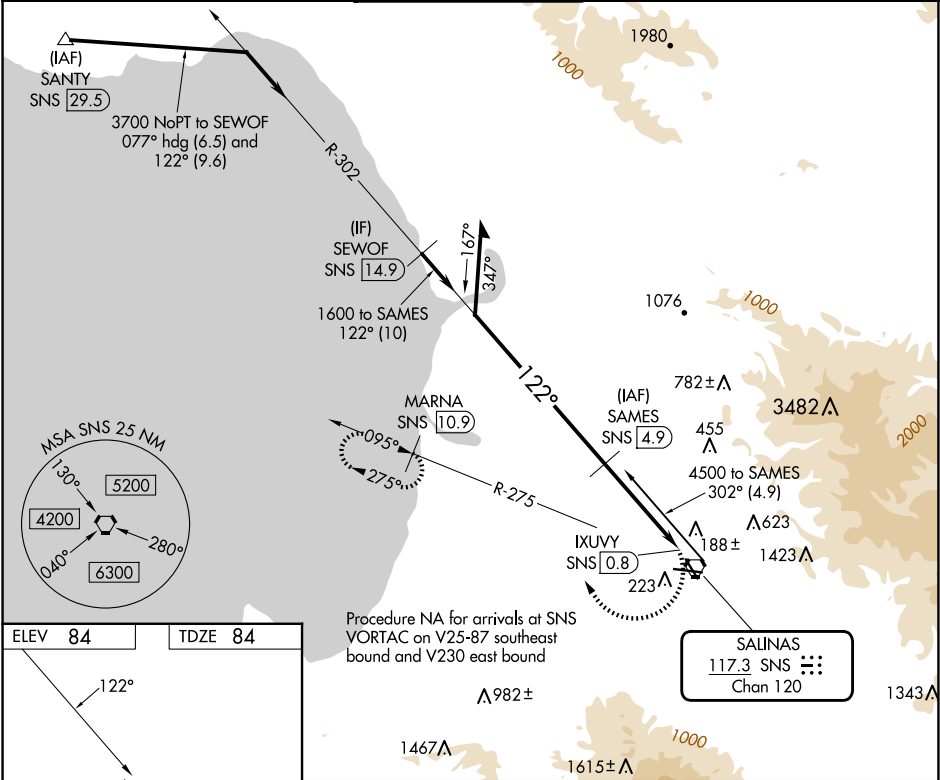 1980
1000
(IAF)
SANTY
SNS 29.5
3700 NoPT to SEWOF
077° hdg (6.5) and
122° (9.6)
R-302
(IF)
SEWOF
SNS 14.9
167°
347°
1600 to SAMES
122° (10)
1076
1000
122°
782±
(IAF)
SAMES
SNS 4.9
3482
2000
MARNA
SNS 10.9
455
095°
275°
4500 to SAMES
302° (4.9)
R-275
MSA SNS 25 NM
130°
5200
4200
280°
040°
6300
IXUVY
SNS 0.8
188±
623
1423
223
Procedure NA for arrivals at SNS
VORTAC on V25-87 southeast
bound and V230 east bound
SALINAS
117.3 SNS
Chan 120
ELEV 84
TDZE 84
122°
982±
1343
1467
1000
1615±